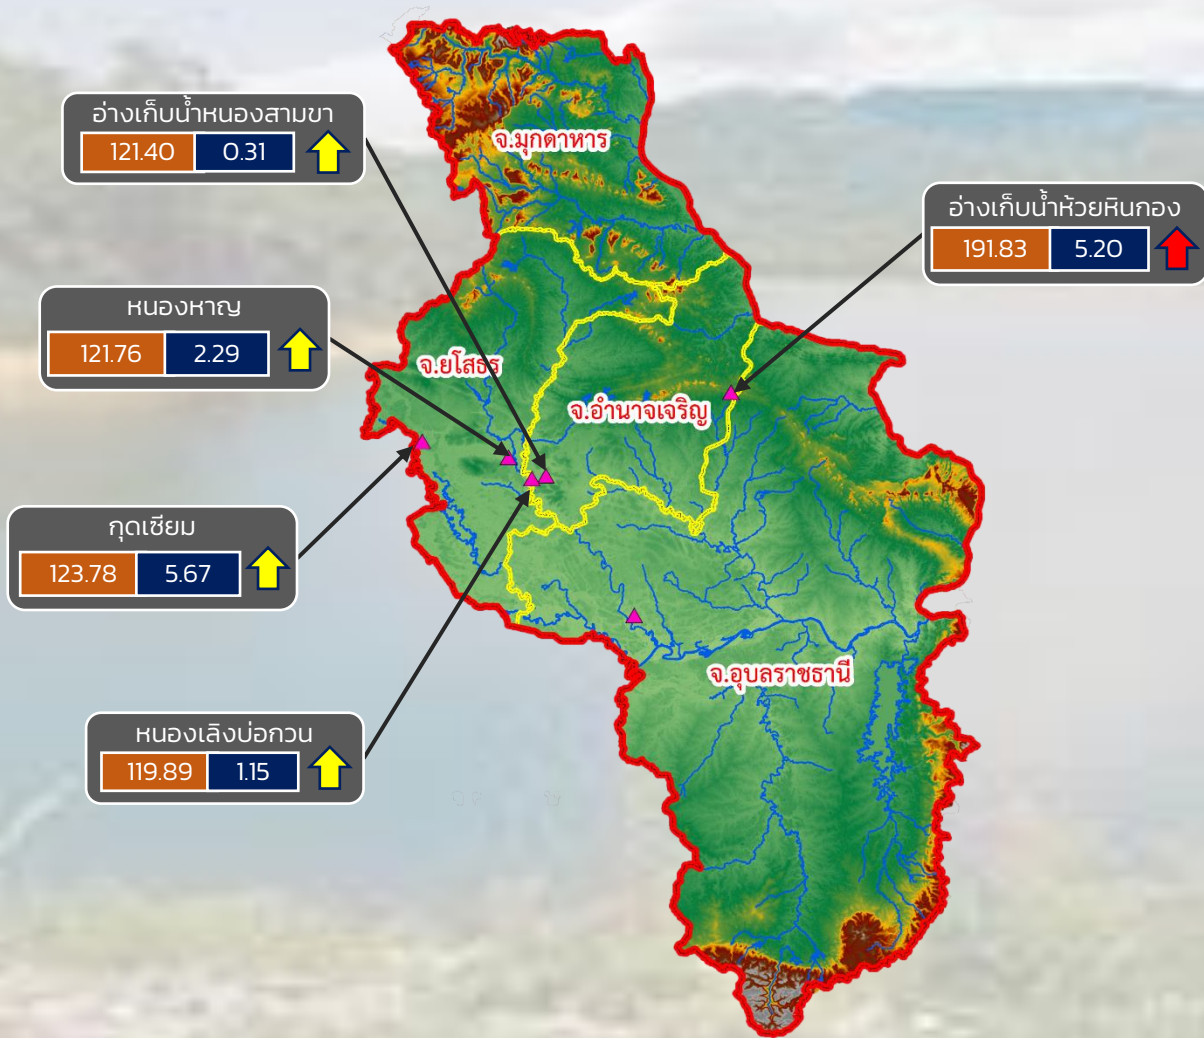 อ่างเก็บน้ำหนองสามขา
121.40 0.31
จ.มุกดาหาร
อ่างเก็บน้ำห้วยหินกอง
191.83 5.20
หนองหาญ
121.76 2.29
จ.ยโสธร
จ.อำนาจเจริญ
กุดเซียม
123.78 5.67
จ.อุบลราชธานี
หนองเลิงบ่อกวน
119.89 1.15